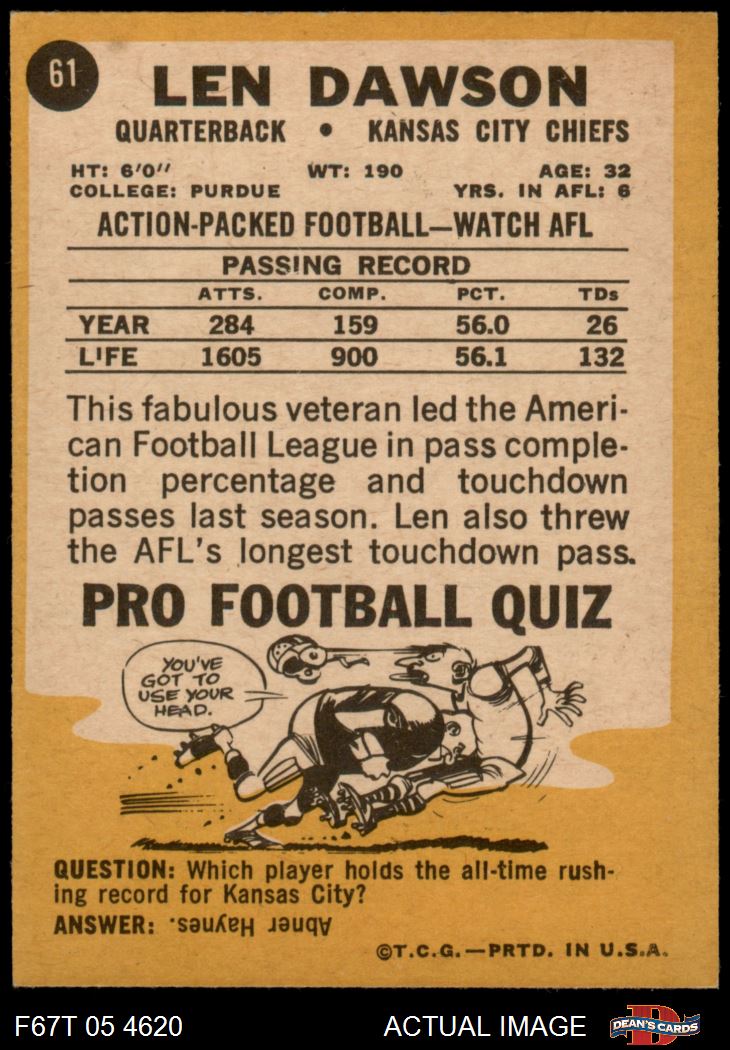 61
LEN DAWSON
QUARTERBACK • KANSAS CITY CHIEFS
HT: 6'0" WT: 190 AGE: 32
COLLEGE: PURDUE YRS. IN AFL: 6
ACTION-PACKED FOOTBALL—WATCH AFL
PASSING RECORD
ATTS. COMP. PCT. TDs
YEAR 284 159 56.0 26
LIFE 1605 900 56.1 132
This fabulous veteran led the Ameri-
can Football League in pass comple-
tion percentage and touchdown
passes last season. Len also threw
the AFL's longest touchdown pass.
PRO FOOTBALL QUIZ
YOU'VE
GOT TO
USE YOUR
HEAD.
QUESTION: Which player holds the all-time rush-
ing record for Kansas City?
ANSWER: Abner Haynes.
©T.C.G.—PRTD. IN U.S.A.
F67T 05 4620 ACTUAL IMAGE D DEAN'S CARDS